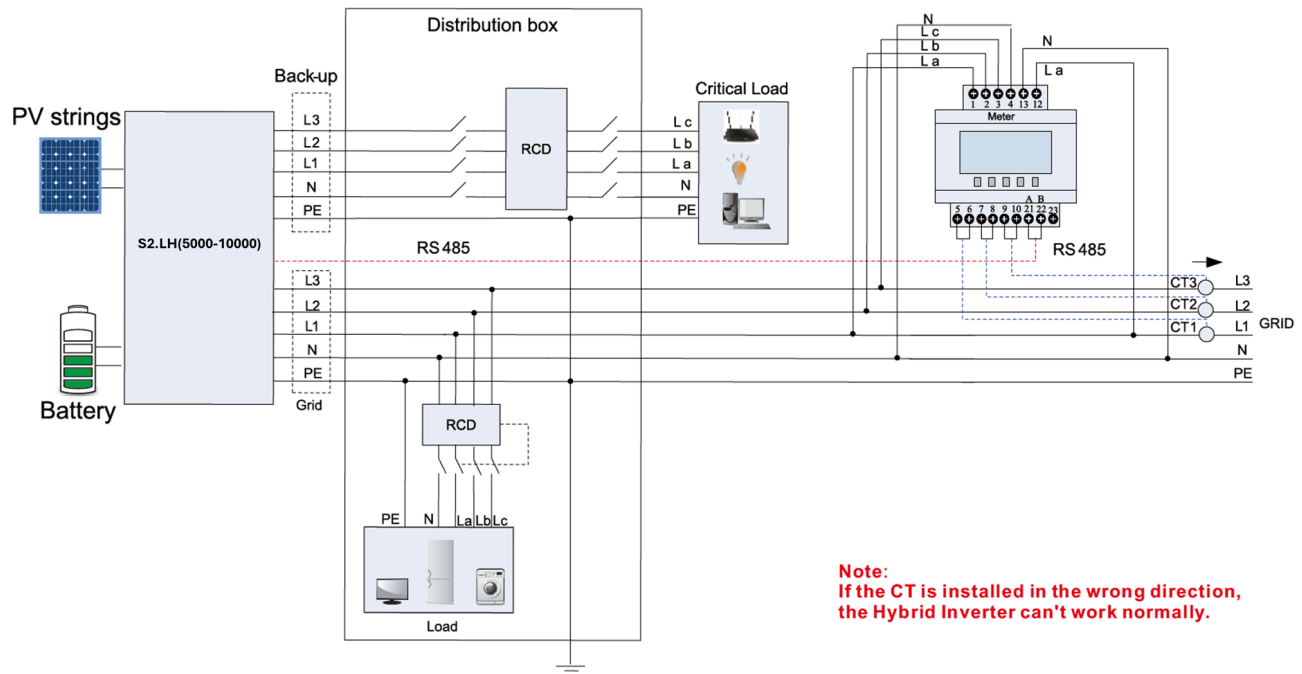 Distribution box
Back-up
PV strings
L3
L2
L1
N
PE
RCD
L c
L b
L a
N
PE
Critical Load
N
L c
L b
L a
N
L a
1 2 3 4 13 12
Meter
A B
5 6 7 8 9 10 21 22 23
RS 485
S2.LH(5000-10000)
RS 485
L3
L2
L1
N
PE
Grid
CT3
CT2
CT1
L3
L2
L1
GRID
N
PE
Battery
RCD
PE N La Lb Lc
Load
Note:
If the CT is installed in the wrong direction,
the Hybrid Inverter can't work normally.